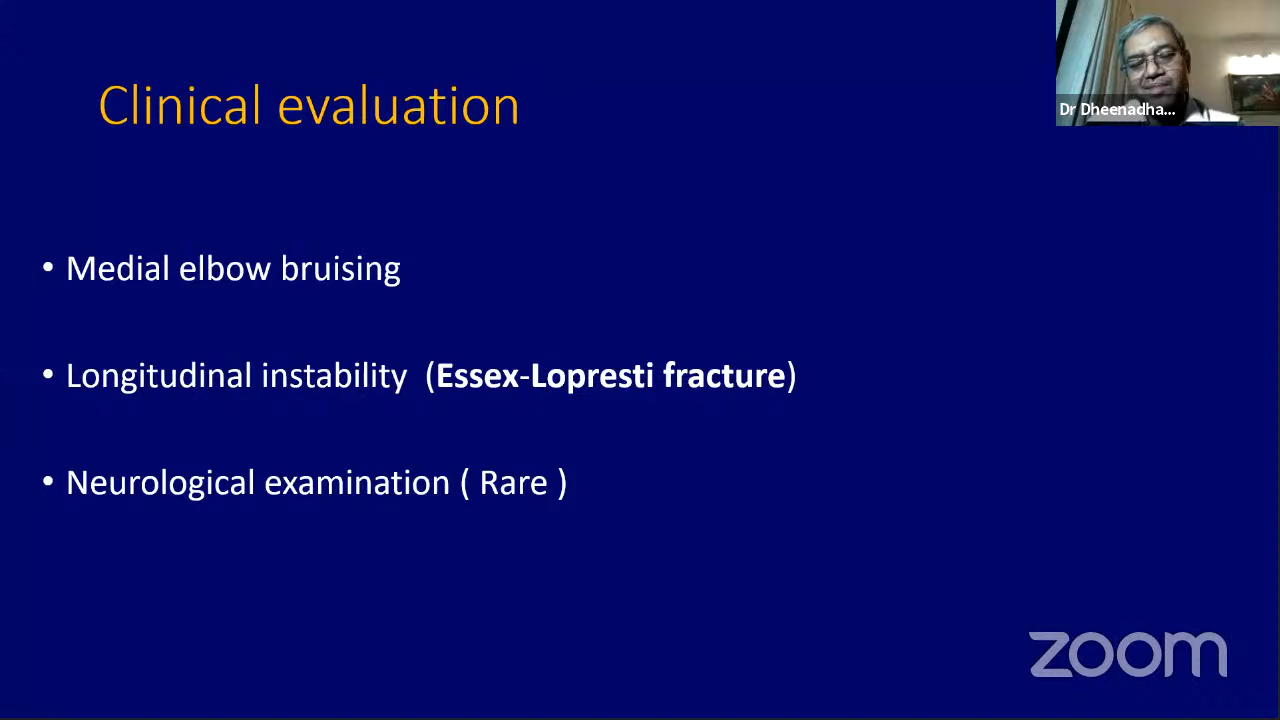 Clinical evaluation
Dr Dheenadha...
• Medial elbow bruising
• Longitudinal instability (Essex-Lopresti fracture)
• Neurological examination ( Rare )
zoom